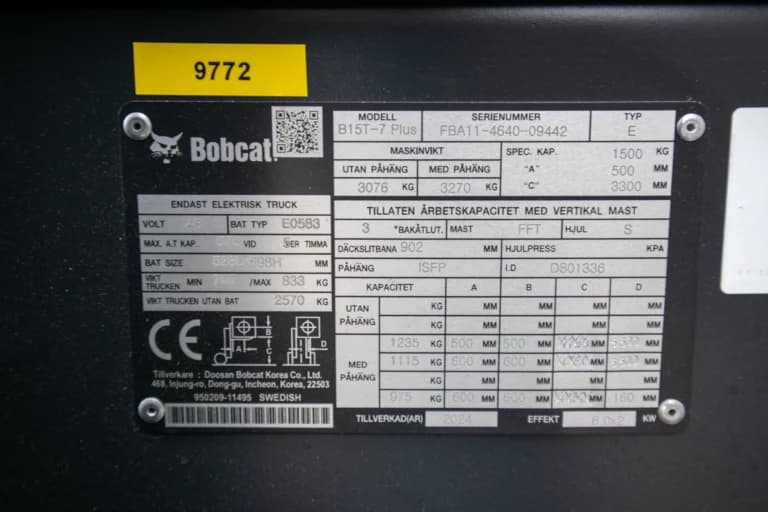 9772
Bobcat.
MODELL SERIENUMMER TYP
B15T-7 Plus FBA11-4640-09442 E
MASKINVIKT
UTAN PÅHÄNG MED PÅHÄNG
3076 KG 3270 KG
SPEC. KAP. 1500 KG
"A" 500 MM
"C" 3300 MM
ENDAST ELEKTRISK TRUCK
VOLT BAT TYP E0583
MAX. A.T KAP. VID 5ER TIMMA
BAT SIZE MM
VIKT TRUCKEN MIN /MAX 833 KG
VIKT TRUCKEN UTAN BAT 2570 KG
TILLATEN ÅRBETSKAPACITET MED VERTIKAL MAST
3 °BAKÅTLUT. MAST FFT HJUL S
DÄCKSLITBANA 902 MM HJULPRESS KPA
PÅHÄNG ISFP I.D D801336
KAPACITET A B C D
UTAN PÅHÄNG
KG MM MM MM MM
KG MM MM MM MM
MED PÅHÄNG
1235 KG 500 MM 500 MM MM MM
1115 KG 600 MM 600 MM MM MM
KG MM MM MM MM
975 KG 600 MM 600 MM MM 160 MM
CE
A B C D
Tillverkare : Doosan Bobcat Korea Co., Ltd.
468, Injung-ro, Dong-gu, Incheon, Korea, 22503
950209-11495 SWEDISH
TILLVERKAD(AR) 2024 EFFEKT 6.0x2 KW